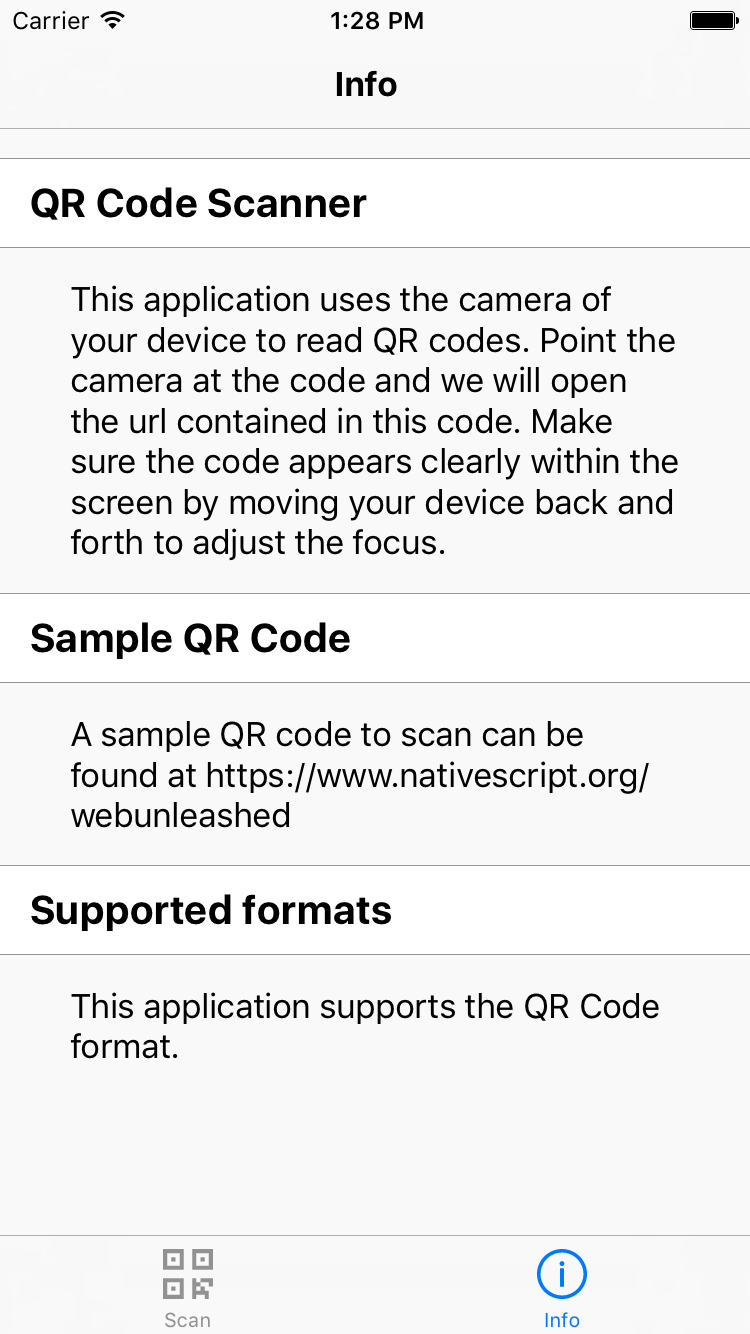 Carrier 1:28 PM
Info
QR Code Scanner
This application uses the camera of
your device to read QR codes. Point the
camera at the code and we will open
the url contained in this code. Make
sure the code appears clearly within the
screen by moving your device back and
forth to adjust the focus.
Sample QR Code
A sample QR code to scan can be
found at https://www.nativescript.org/
webunleashed
Supported formats
This application supports the QR Code
format.
Scan Info